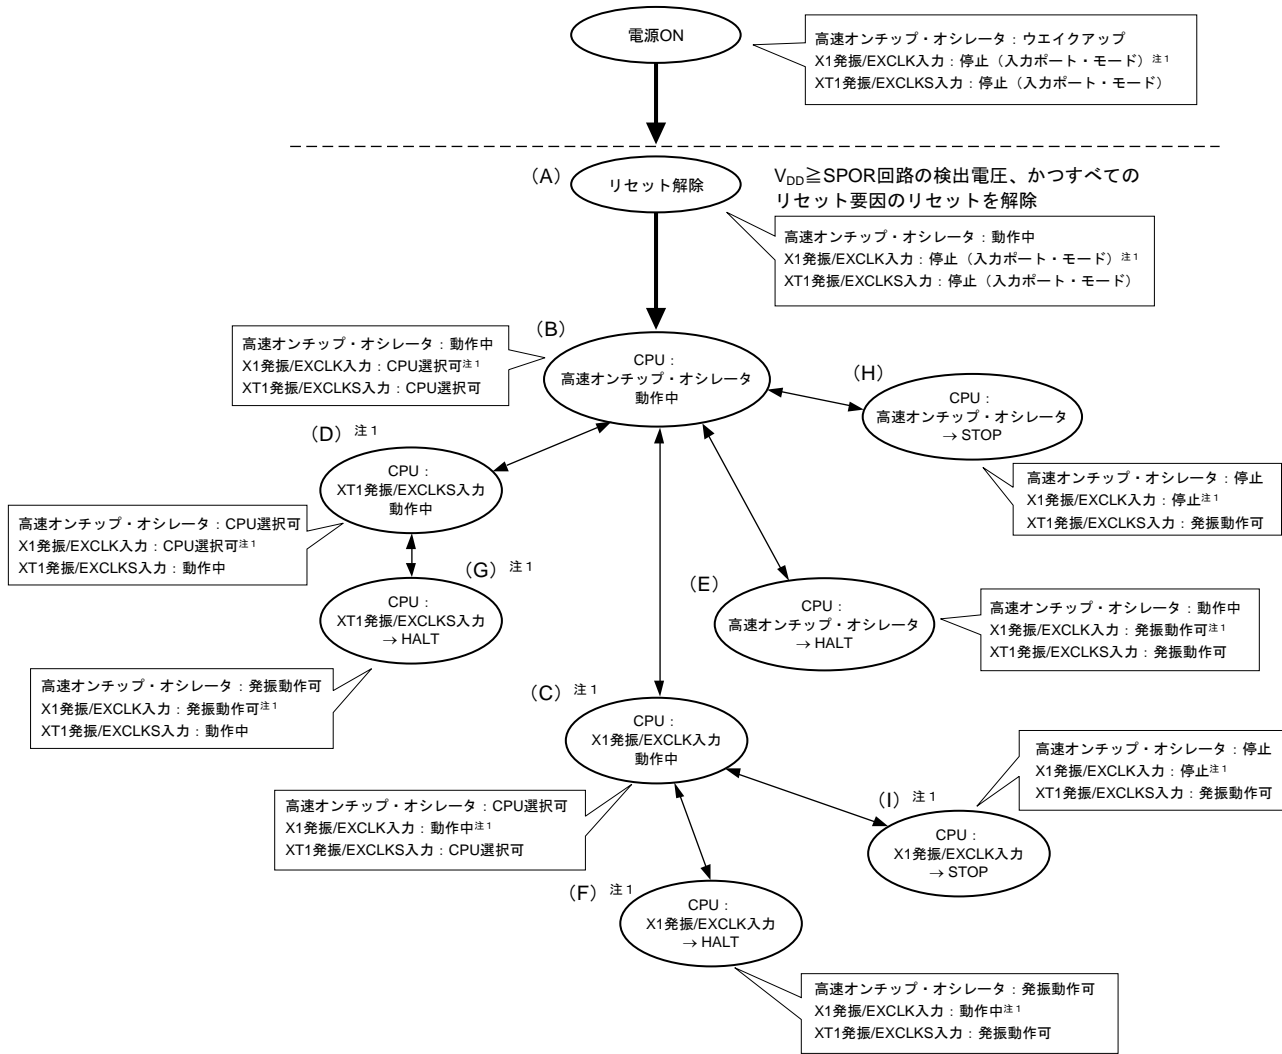 電源ON
高速オンチップ・オシレータ：ウエイクアップ
X1発振/EXCLK入力：停止（入力ポート・モード）注1
XT1発振/EXCLKS入力：停止（入力ポート・モード）
（A）
リセット解除
VDD≧SPOR回路の検出電圧、かつすべての
リセット要因のリセットを解除
高速オンチップ・オシレータ：動作中
X1発振/EXCLK入力：停止（入力ポート・モード）注1
XT1発振/EXCLKS入力：停止（入力ポート・モード）
（B）
高速オンチップ・オシレータ：動作中
X1発振/EXCLK入力：CPU選択可注1
XT1発振/EXCLKS入力：CPU選択可
CPU：
高速オンチップ・オシレータ
動作中
（H）
CPU：
高速オンチップ・オシレータ
→ STOP
高速オンチップ・オシレータ：停止
X1発振/EXCLK入力：停止注1
XT1発振/EXCLKS入力：発振動作可
（D）注1
CPU：
XT1発振/EXCLKS入力
動作中
高速オンチップ・オシレータ：CPU選択可
X1発振/EXCLK入力：CPU選択可注1
XT1発振/EXCLKS入力：動作中
（G）注1
CPU：
XT1発振/EXCLKS入力
→ HALT
高速オンチップ・オシレータ：発振動作可
X1発振/EXCLK入力：発振動作可注1
XT1発振/EXCLKS入力：動作中
（E）
CPU：
高速オンチップ・オシレータ
→ HALT
高速オンチップ・オシレータ：動作中
X1発振/EXCLK入力：発振動作可注1
XT1発振/EXCLKS入力：発振動作可
（C）注1
CPU：
X1発振/EXCLK入力
動作中
高速オンチップ・オシレータ：CPU選択可
X1発振/EXCLK入力：動作中注1
XT1発振/EXCLKS入力：CPU選択可
高速オンチップ・オシレータ：停止
X1発振/EXCLK入力：停止注1
XT1発振/EXCLKS入力：発振動作可
（I）注1
CPU：
X1発振/EXCLK入力
→ STOP
（F）注1
CPU：
X1発振/EXCLK入力
→ HALT
高速オンチップ・オシレータ：発振動作可
X1発振/EXCLK入力：動作中注1
XT1発振/EXCLKS入力：発振動作可